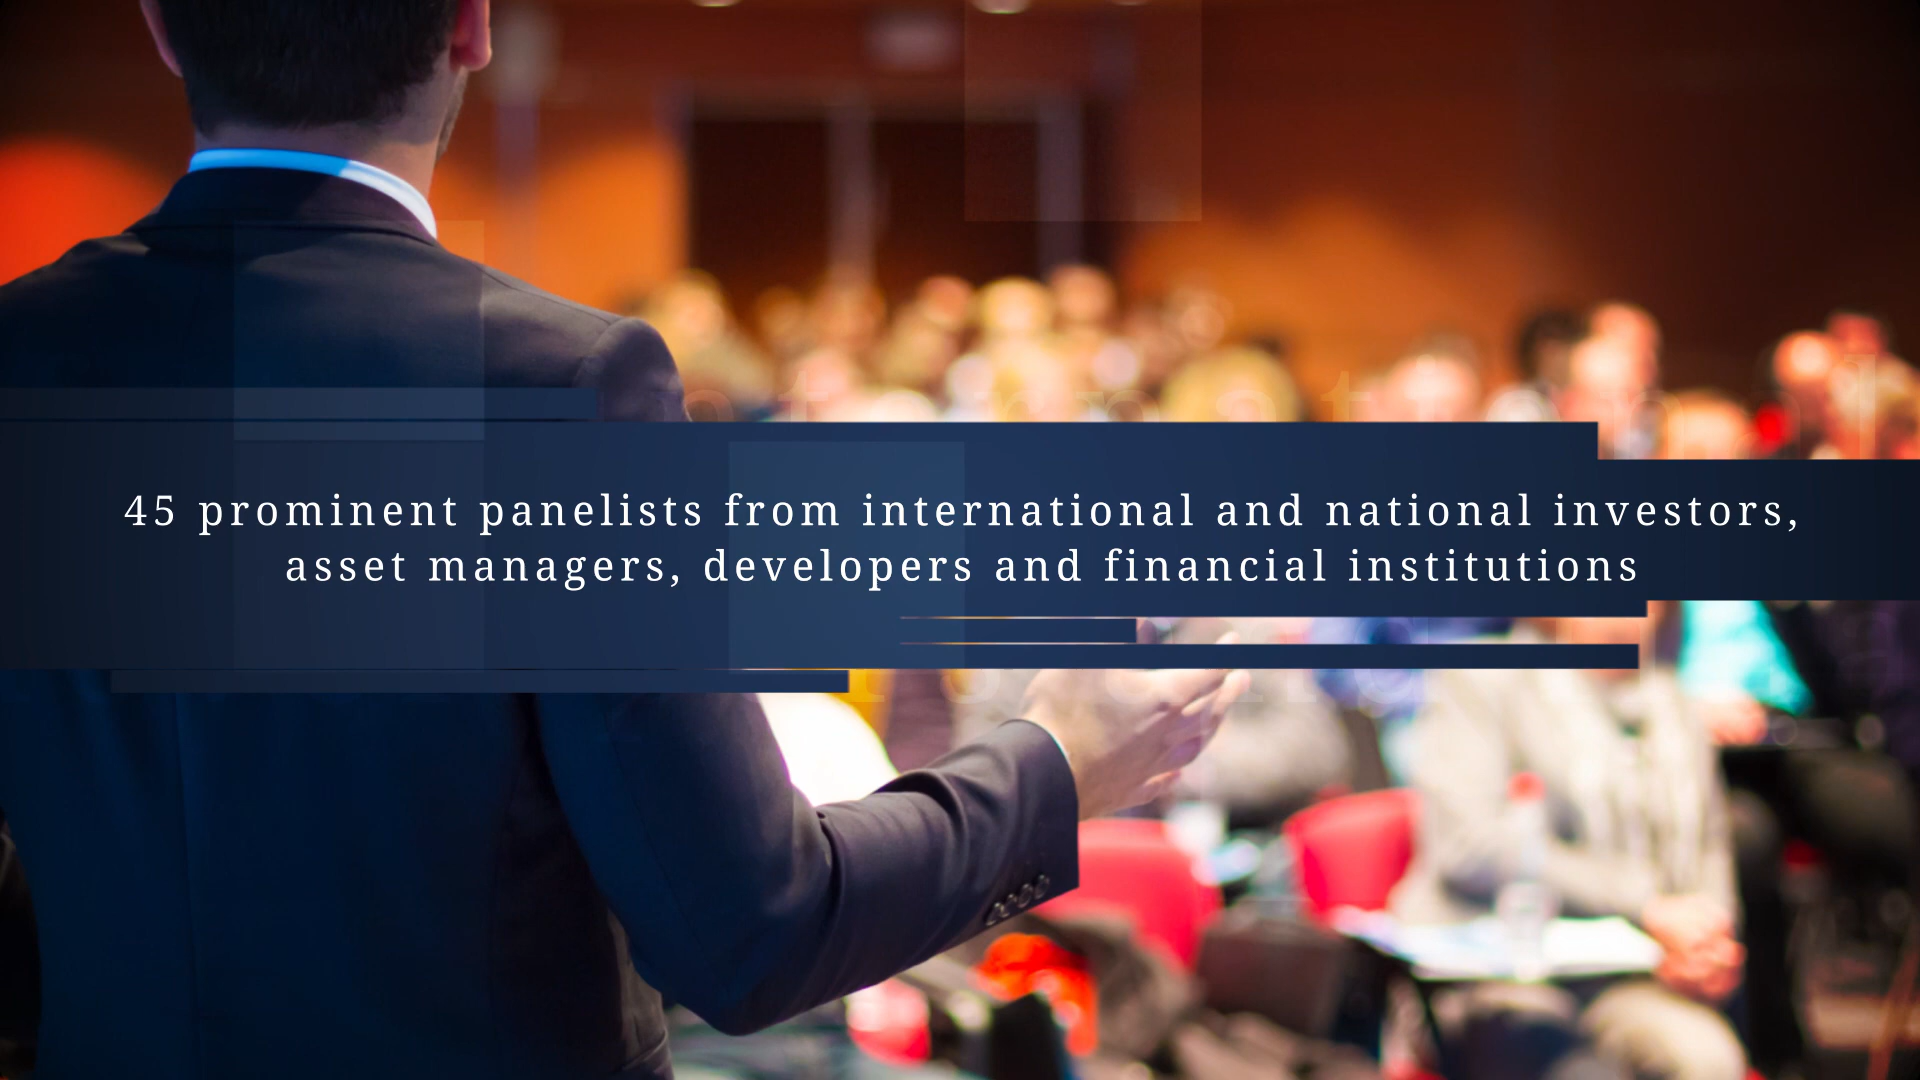 45 prominent panelists from international and national investors,
asset managers, developers and financial institutions